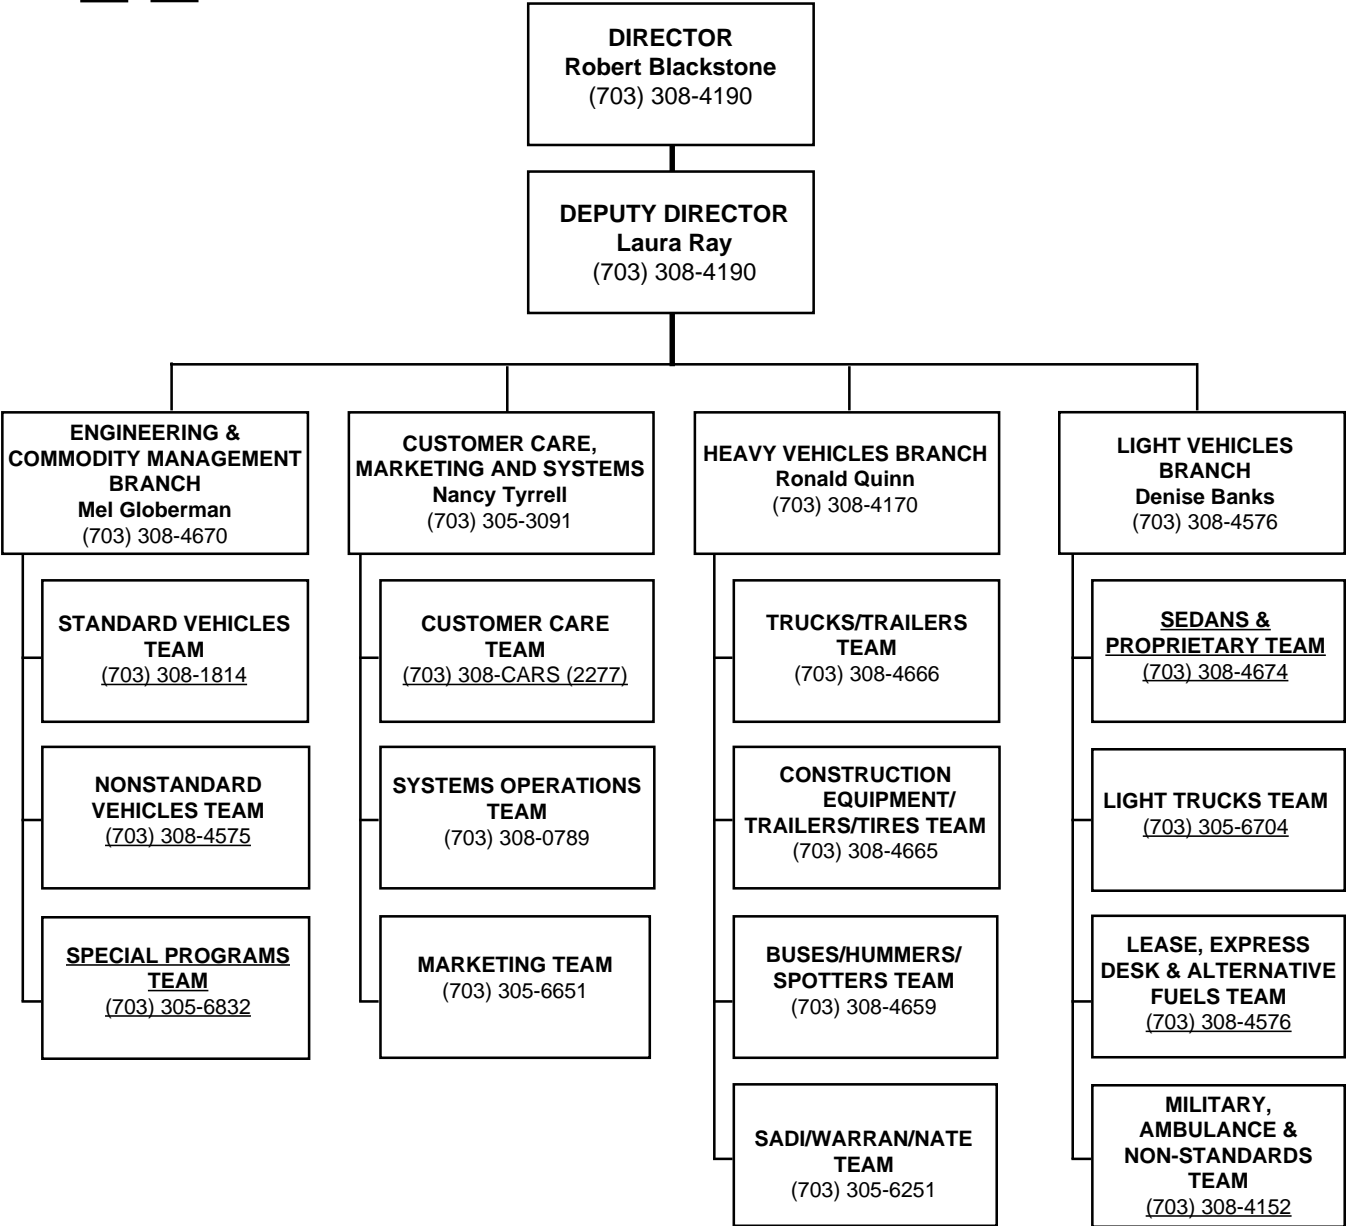 DIRECTOR
Robert Blackstone
(703) 308-4190
DEPUTY DIRECTOR
Laura Ray
(703) 308-4190
ENGINEERING &
COMMODITY MANAGEMENT
BRANCH
Mel Globerman
(703) 308-4670
CUSTOMER CARE,
MARKETING AND SYSTEMS
Nancy Tyrrell
(703) 305-3091
HEAVY VEHICLES BRANCH
Ronald Quinn
(703) 308-4170
LIGHT VEHICLES
BRANCH
Denise Banks
(703) 308-4576
STANDARD VEHICLES
TEAM
(703) 308-1814
NONSTANDARD
VEHICLES TEAM
(703) 308-4575
SPECIAL PROGRAMS
TEAM
(703) 305-6832
CUSTOMER CARE
TEAM
(703) 308-CARS (2277)
SYSTEMS OPERATIONS
TEAM
(703) 308-0789
MARKETING TEAM
(703) 305-6651
TRUCKS/TRAILERS
TEAM
(703) 308-4666
CONSTRUCTION
EQUIPMENT/
TRAILERS/TIRES TEAM
(703) 308-4665
BUSES/HUMMERS/
SPOTTERS TEAM
(703) 308-4659
SADI/WARRAN/NATE
TEAM
(703) 305-6251
SEDANS &
PROPRIETARY TEAM
(703) 308-4674
LIGHT TRUCKS TEAM
(703) 305-6704
LEASE, EXPRESS
DESK & ALTERNATIVE
FUELS TEAM
(703) 308-4576
MILITARY,
AMBULANCE &
NON-STANDARDS
TEAM
(703) 308-4152